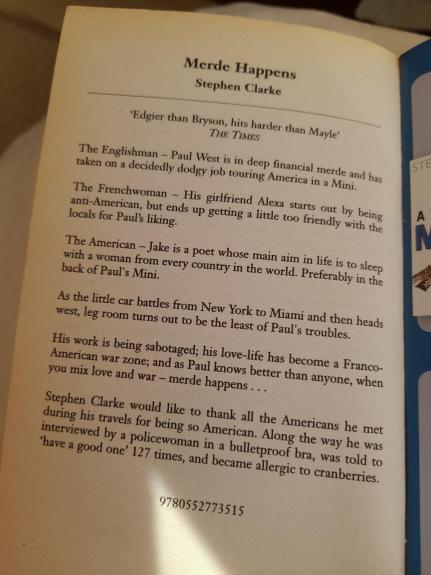 Merde Happens
Stephen Clarke
'Edgier than Bryson, hits harder than Mayle'
THE TIMES
The Englishman – Paul West is in deep financial merde and has
taken on a decidedly dodgy job touring America in a Mini.
The Frenchwoman – His girlfriend Alexa starts out by being
anti-American, but ends up getting a little too friendly with the
locals for Paul's liking.
The American – Jake is a poet whose main aim in life is to sleep
with a woman from every country in the world. Preferably in the
back of Paul's Mini.
As the little car battles from New York to Miami and then heads
west, leg room turns out to be the least of Paul's troubles.
His work is being sabotaged; his love-life has become a Franco-
American war zone; and as Paul knows better than anyone, when
you mix love and war – merde happens . . .
Stephen Clarke would like to thank all the Americans he met
during his travels for being so American. Along the way he was
interviewed by a policewoman in a bulletproof bra, was told to
'have a good one' 127 times, and became allergic to cranberries.
9780552773515
STE
A
M